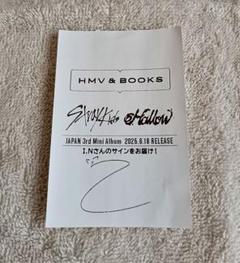 HMV & BOOKS
Stray Kids Hollow
JAPAN 3rd Mini Album 2025.6.18 RELEASE
I.Nさんのサインをお届け!